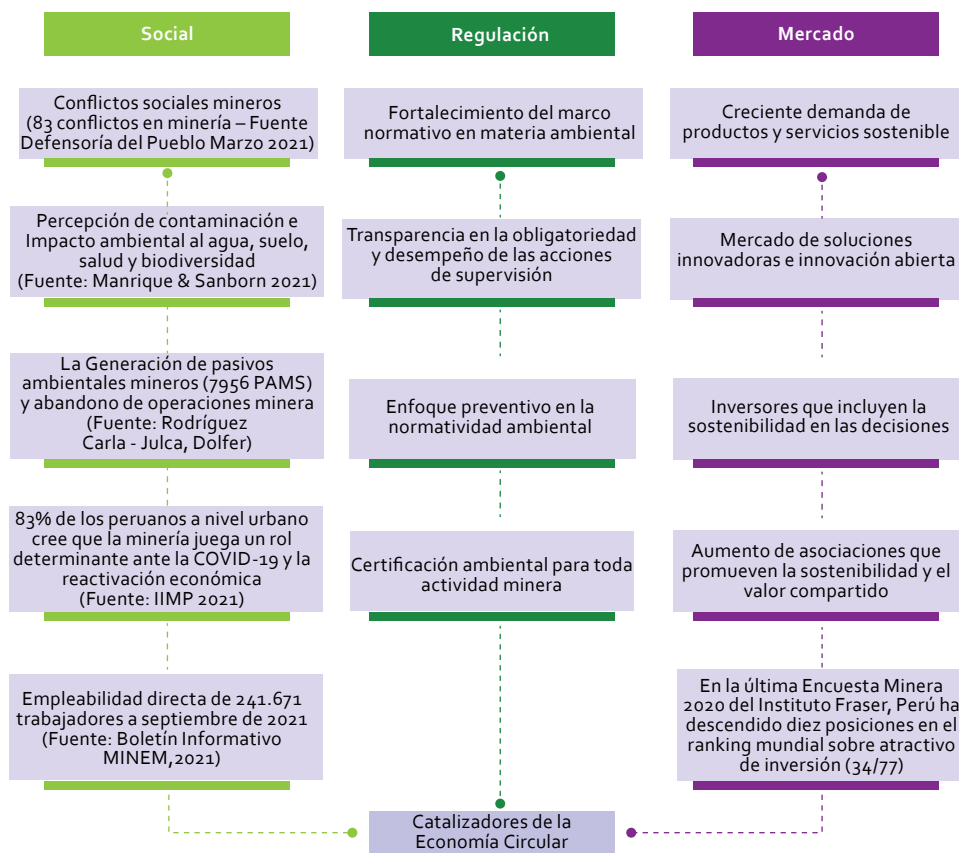 Social
Conflictos sociales mineros
(83 conflictos en minería – Fuente
Defensoría del Pueblo Marzo 2021)
Percepción de contaminación e
Impacto ambiental al agua, suelo,
salud y biodiversidad
(Fuente: Manrique & Sanborn 2021)
La Generación de pasivos
ambientales mineros (7956 PAMS)
y abandono de operaciones minera
(Fuente: Rodríguez
Carla - Julca, Dolfer)
83% de los peruanos a nivel urbano
cree que la minería juega un rol
determinante ante la COVID-19 y la
reactivación económica
(Fuente: IIMP 2021)
Empleabilidad directa de 241.671
trabajadores a septiembre de 2021
(Fuente: Boletín Informativo
MINEM,2021)
Regulación
Fortalecimiento del marco
normativo en materia ambiental
Transparencia en la obligatoriedad
y desempeño de las acciones
de supervisión
Enfoque preventivo en la
normatividad ambiental
Certificación ambiental para toda
actividad minera
Mercado
Creciente demanda de
productos y servicios sostenible
Mercado de soluciones
innovadoras e innovación abierta
Inversores que incluyen la
sostenibilidad en las decisiones
Aumento de asociaciones que
promueven la sostenibilidad y el
valor compartido
En la última Encuesta Minera
2020 del Instituto Fraser, Perú ha
descendido diez posiciones en el
ranking mundial sobre atractivo
de inversión (34/77)
Catalizadores de la
Economía Circular